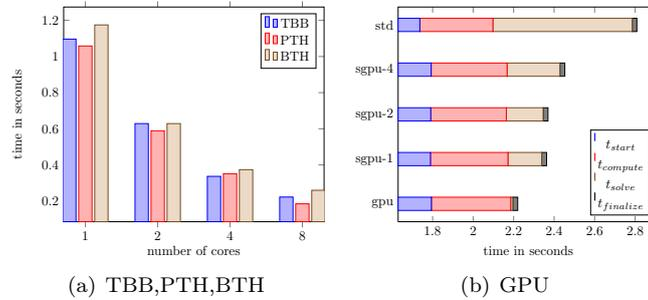 1.2
1
0.8
0.6
0.4
0.2
time in seconds
1 2 4 8
number of cores
TBB
PTH
BTH
(a) TBB,PTH,BTH
std
sgpu-4
sgpu-2
sgpu-1
gpu
1.8 2 2.2 2.4 2.6 2.8
time in seconds
t_start
t_compute
t_solve
t_finalize
(b) GPU